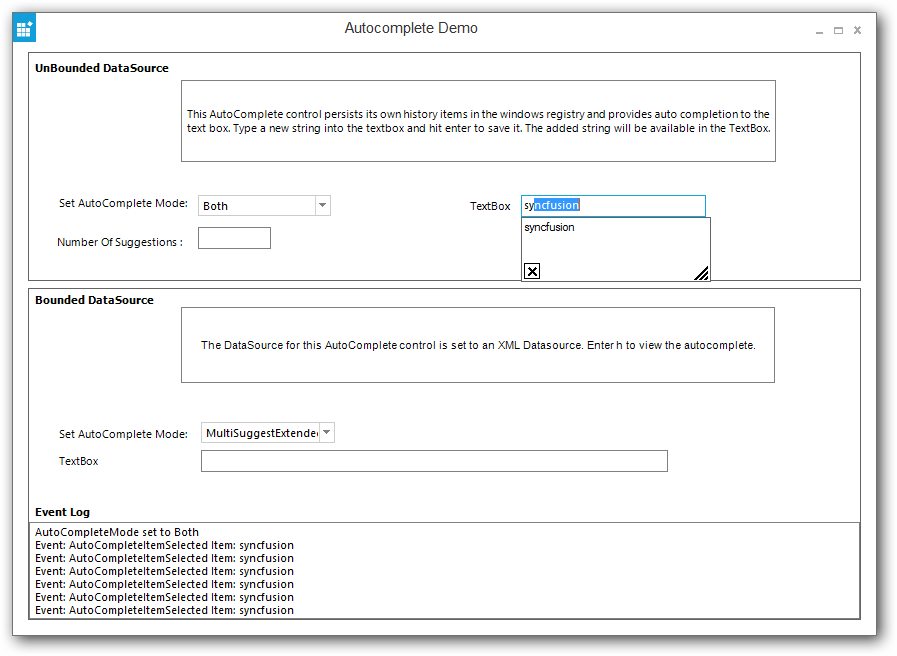 Autocomplete Demo
UnBounded DataSource
This AutoComplete control persists its own history items in the windows registry and provides auto completion to the
text box. Type a new string into the textbox and hit enter to save it. The added string will be available in the TextBox.
Set AutoComplete Mode: Both
TextBox syncfusion
Number Of Suggestions :
syncfusion
Bounded DataSource
The DataSource for this AutoComplete control is set to an XML Datasource. Enter h to view the autocomplete.
Set AutoComplete Mode: MultiSuggestExtende
TextBox
Event Log
AutoCompleteMode set to Both
Event: AutoCompleteItemSelected Item: syncfusion
Event: AutoCompleteItemSelected Item: syncfusion
Event: AutoCompleteItemSelected Item: syncfusion
Event: AutoCompleteItemSelected Item: syncfusion
Event: AutoCompleteItemSelected Item: syncfusion
Event: AutoCompleteItemSelected Item: syncfusion